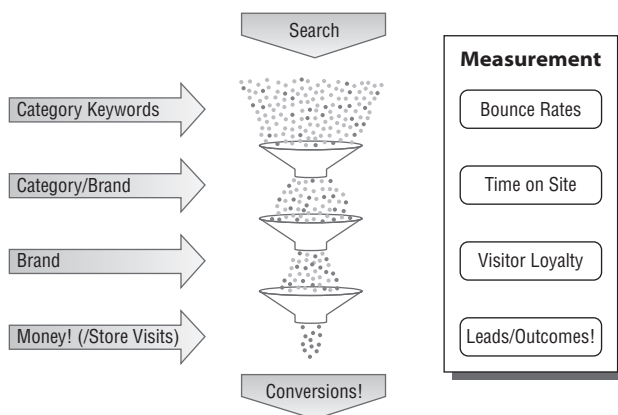 Search
Category Keywords
Category/Brand
Brand
Money! (/Store Visits)
Conversions!
Measurement
Bounce Rates
Time on Site
Visitor Loyalty
Leads/Outcomes!